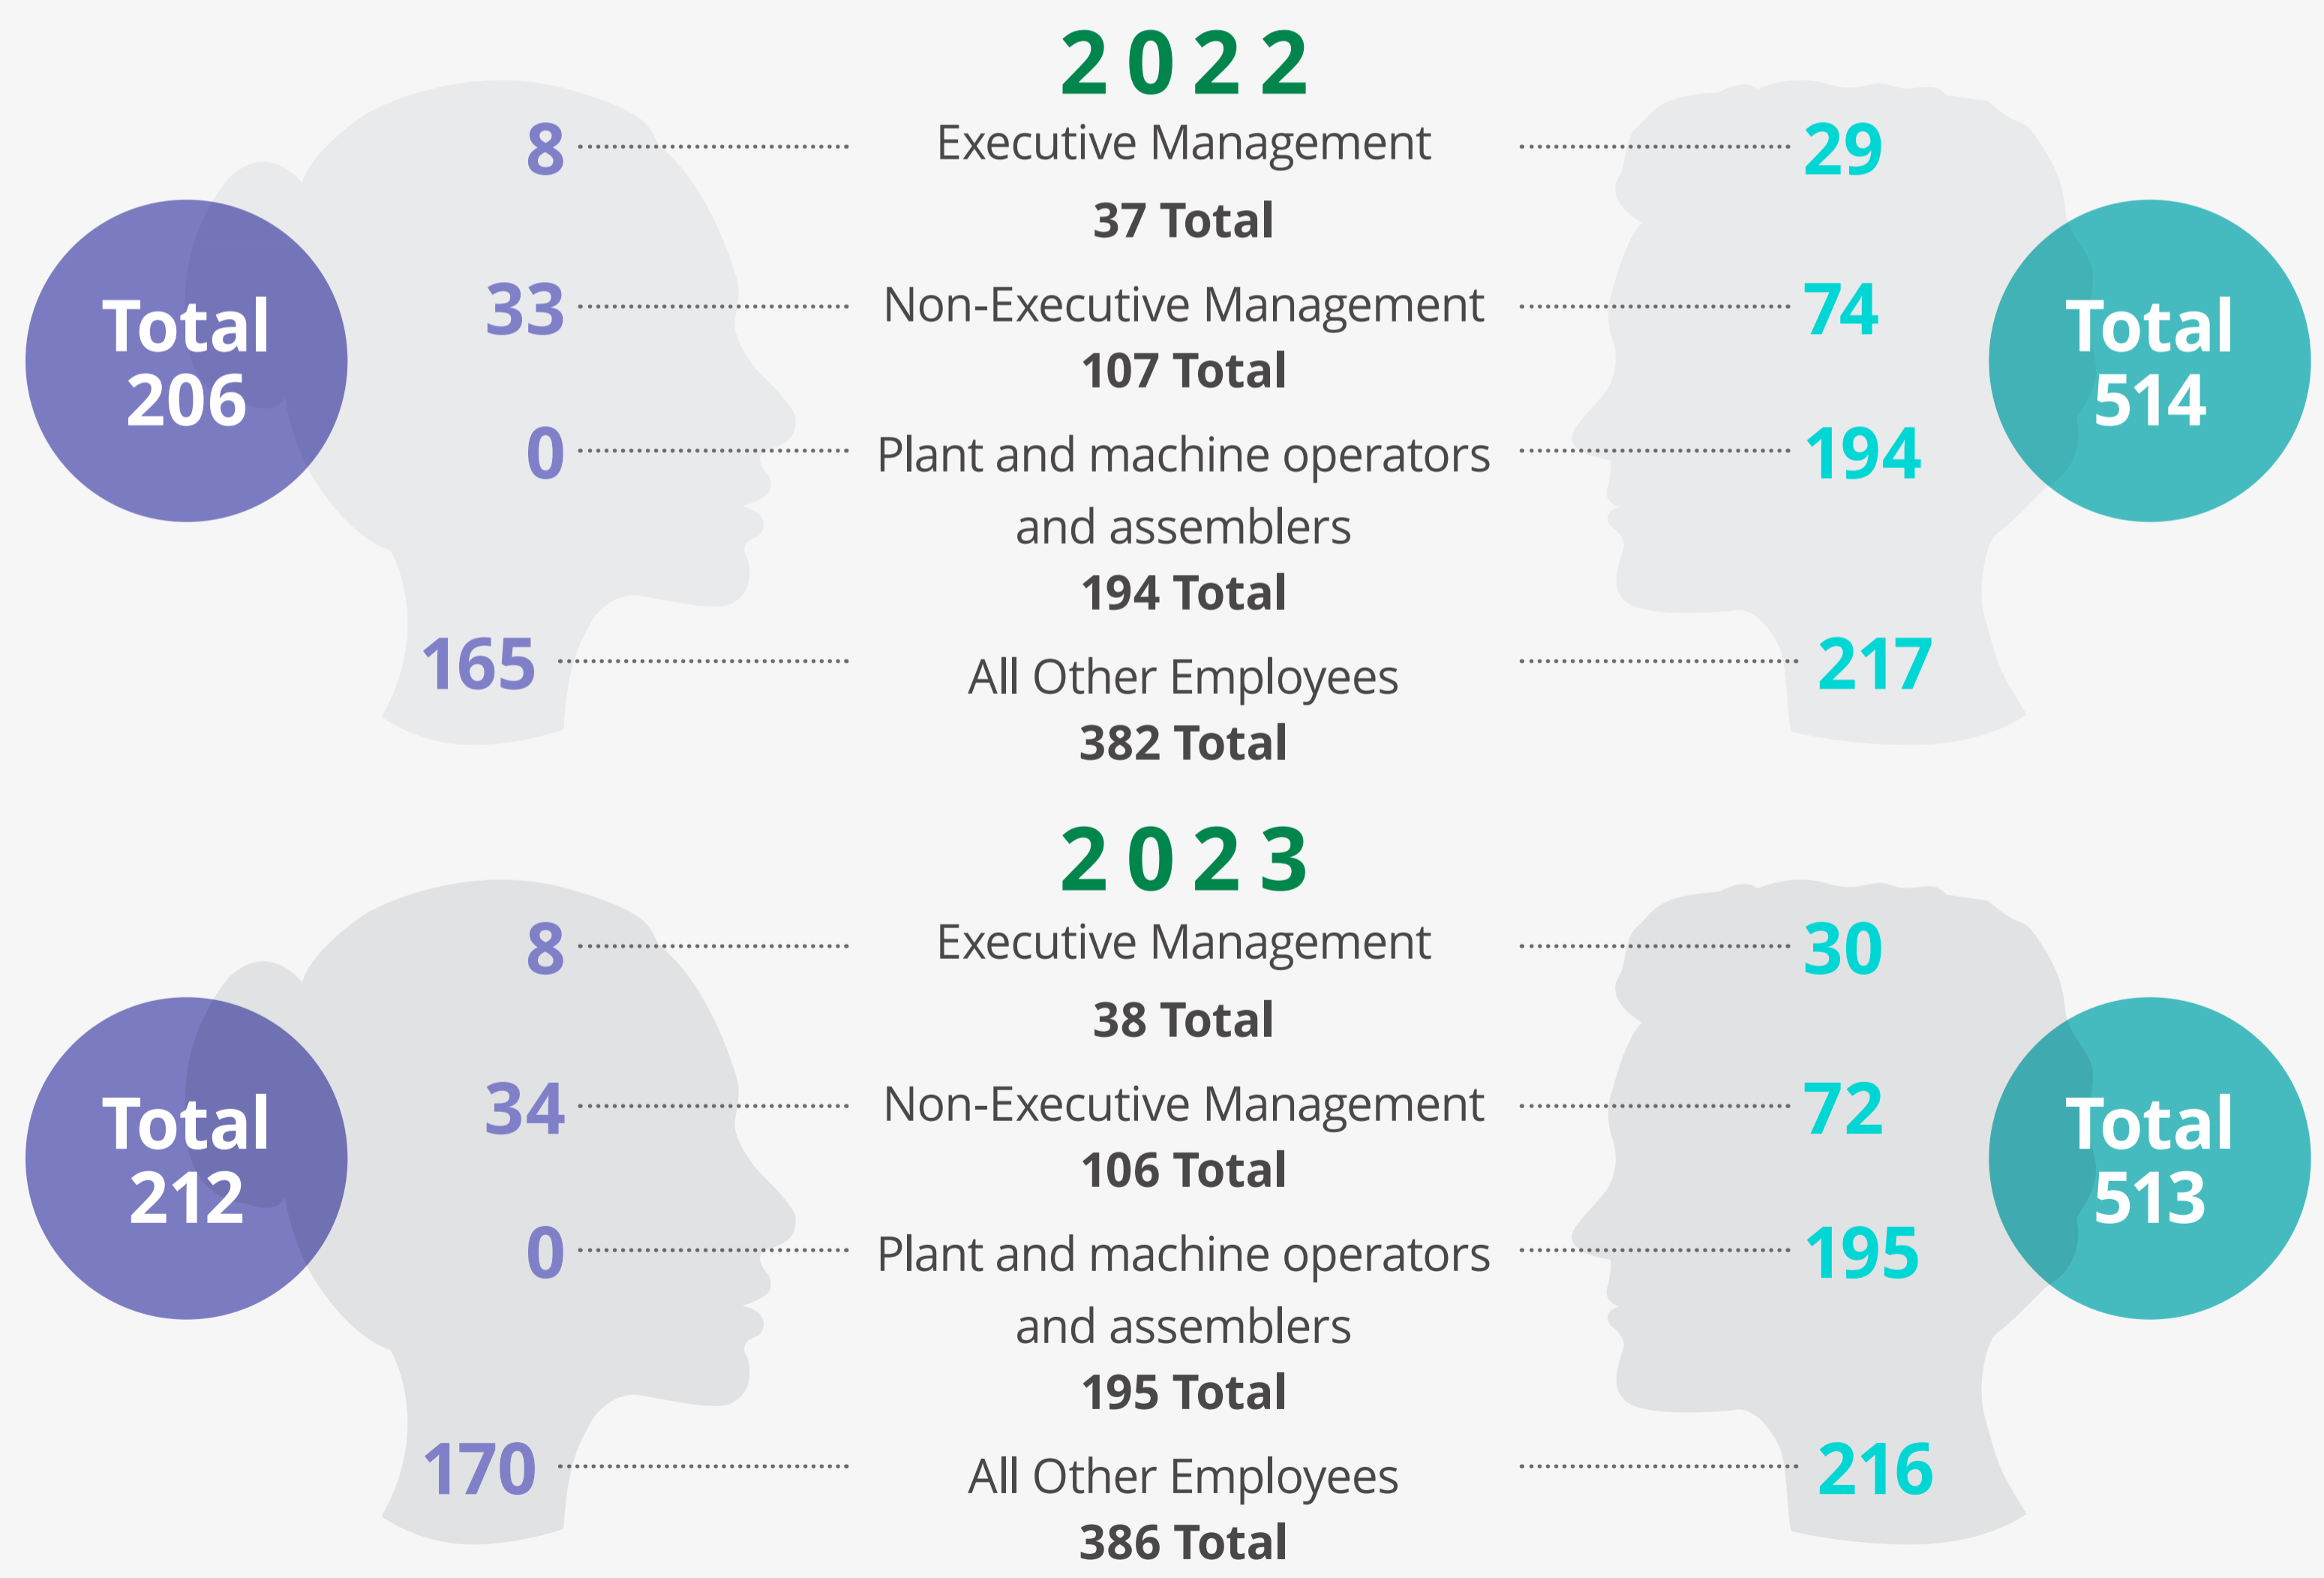 2022
8 Executive Management 29
37 Total
33 Non-Executive Management 74
107 Total
Total
206
Total
514
0 Plant and machine operators 194
and assemblers
194 Total
165 All Other Employees 217
382 Total
2023
8 Executive Management 30
38 Total
34 Non-Executive Management 72
106 Total
Total
212
Total
513
0 Plant and machine operators 195
and assemblers
195 Total
170 All Other Employees 216
386 Total